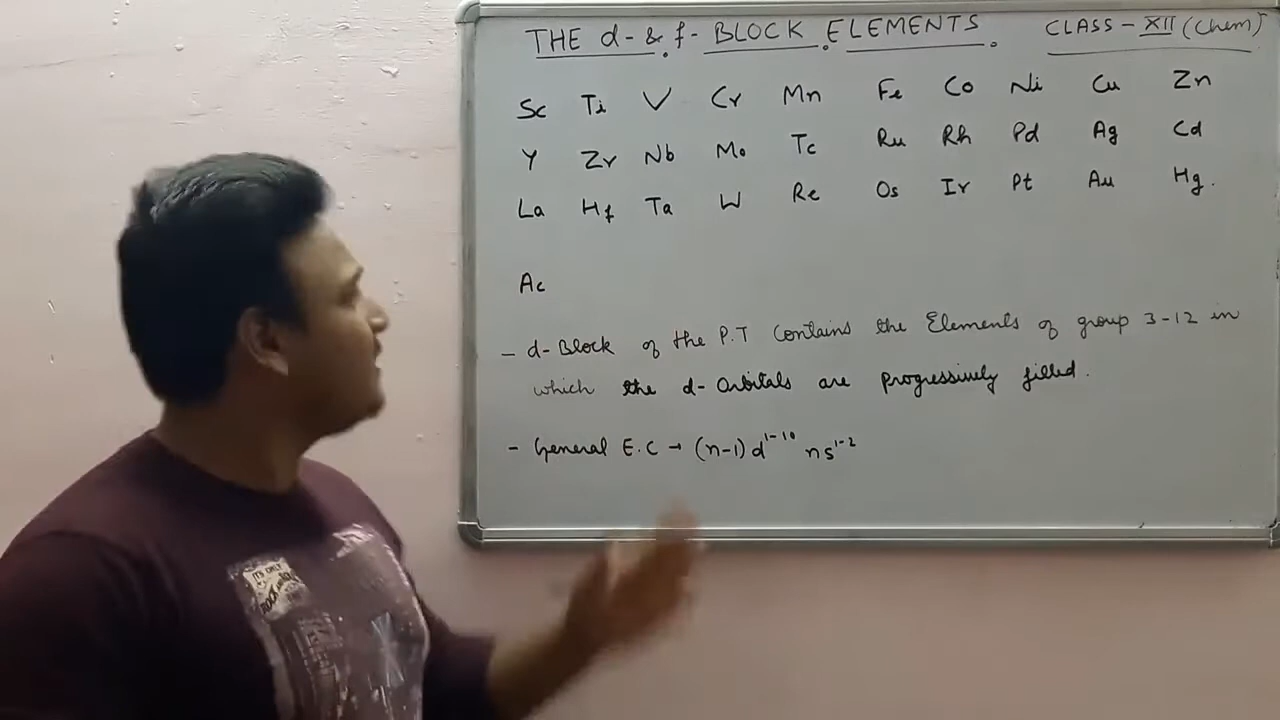 THE d- & f- BLOCK ELEMENTS. CLASS-XII (Chem)
Sc Ti V Cr Mn Fe Co Ni Cu Zn
Y Zr Nb Mo Tc Ru Rh Pd Ag Cd
La Hf Ta W Re Os Ir Pt Au Hg.
Ac
- d-Block of the P.T Contains the Elements of group 3-12 in
which the d-Orbitals are progressively filled.
- General E.C → (n-1)d¹⁻¹⁰ ns¹⁻²
IT'S ONLY
ROCK